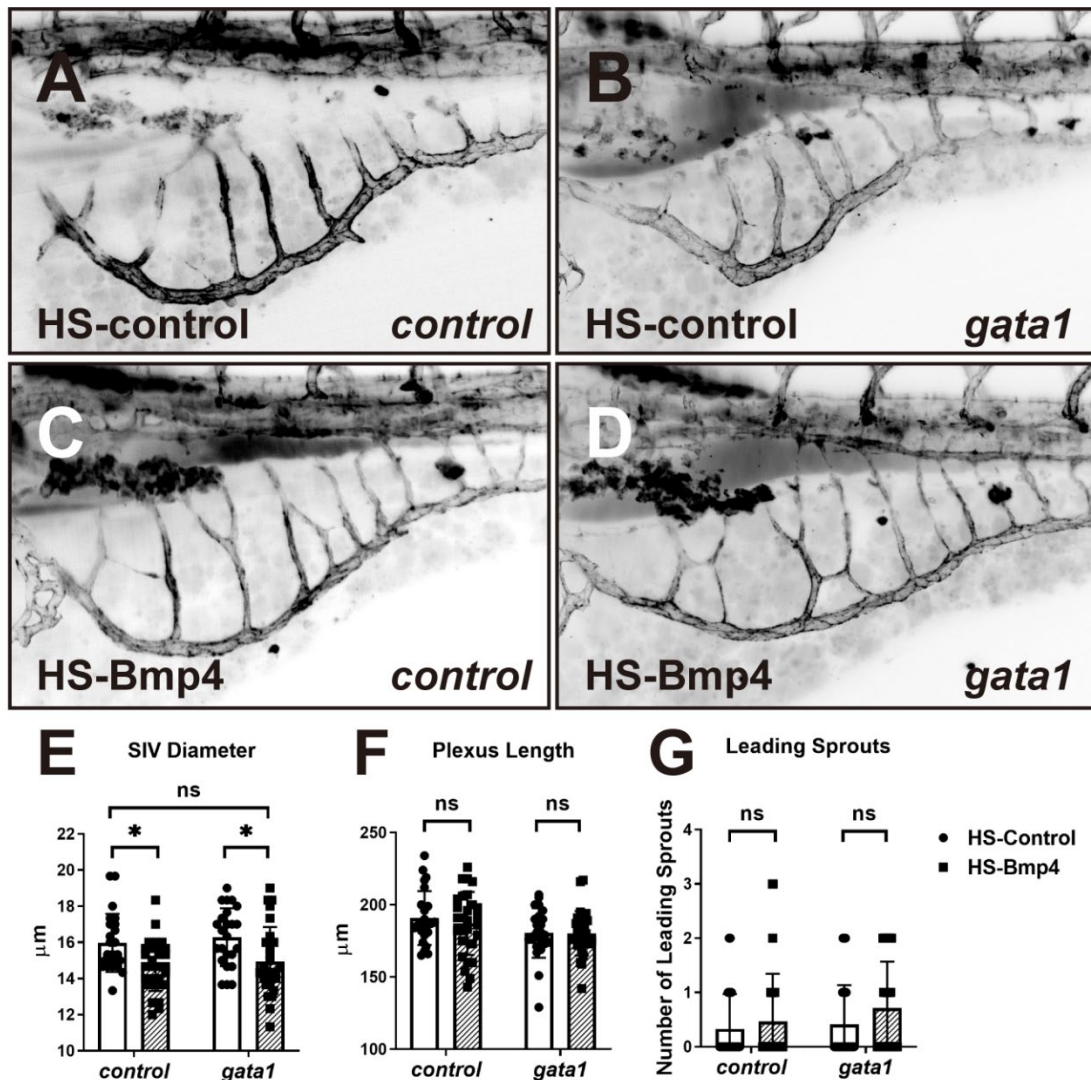 A
HS-control control
B
HS-control gata1
C
HS-Bmp4 control
D
HS-Bmp4 gata1
E SIV Diameter
ns
* *
22
20
18
16
14
12
10
μm
control gata1
F Plexus Length
ns ns
250
200
150
100
μm
control gata1
G Leading Sprouts
ns ns
4
3
2
1
0
Number of Leading Sprouts
control gata1
HS-Control
HS-Bmp4